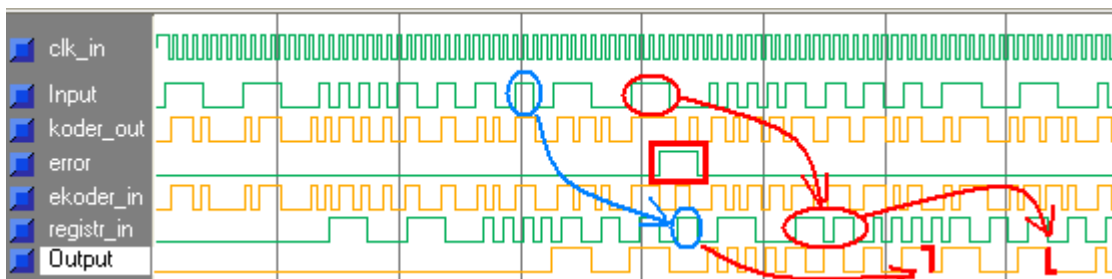 clk_in
Input
koder_out
error
ekoder_in
registr_in
Output